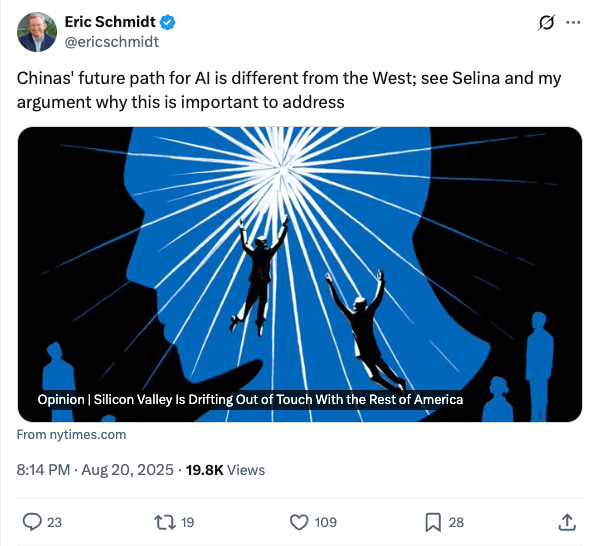 Eric Schmidt
@ericschmidt
Chinas' future path for AI is different from the West; see Selina and my
argument why this is important to address
Opinion | Silicon Valley Is Drifting Out of Touch With the Rest of America
From nytimes.com
8:14 PM · Aug 20, 2025 · 19.8K Views
23 19 109 28